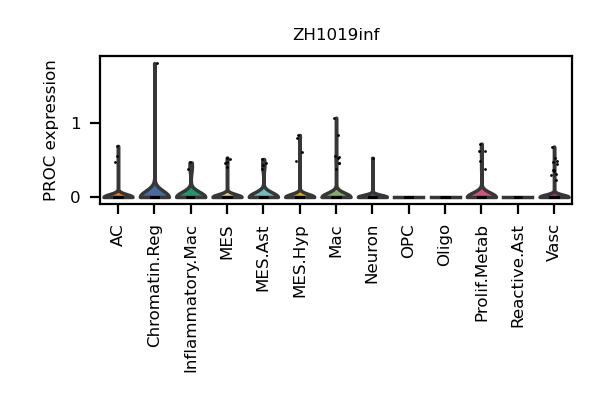 ZH1019inf
PROC expression
1
0
AC
Chromatin.Reg
Inflammatory.Mac
MES
MES.Ast
MES.Hyp
Mac
Neuron
OPC
Oligo
Prolif.Metab
Reactive.Ast
Vasc